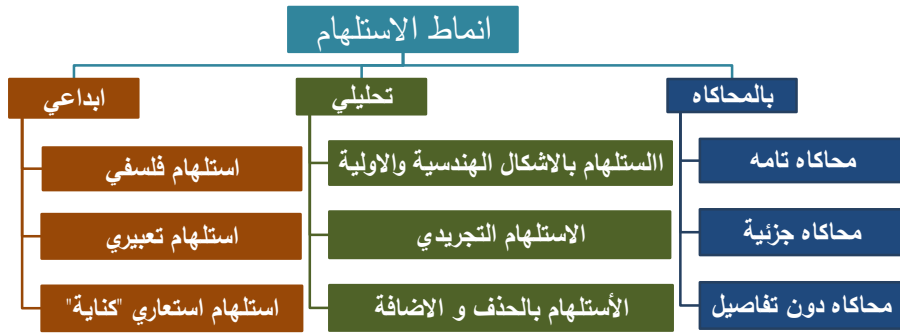 انماط الاستلهام
بالمحاكاه
محاكاه تامه
محاكاه جزئية
محاكاه دون تفاصيل
تحليلي
االستلهام بالاشكال الهندسية والاولية
الاستلهام التجريدي
الأستلهام بالحذف و الاضافة
ابداعي
استلهام فلسفي
استلهام تعبيري
استلهام استعاري "كناية"